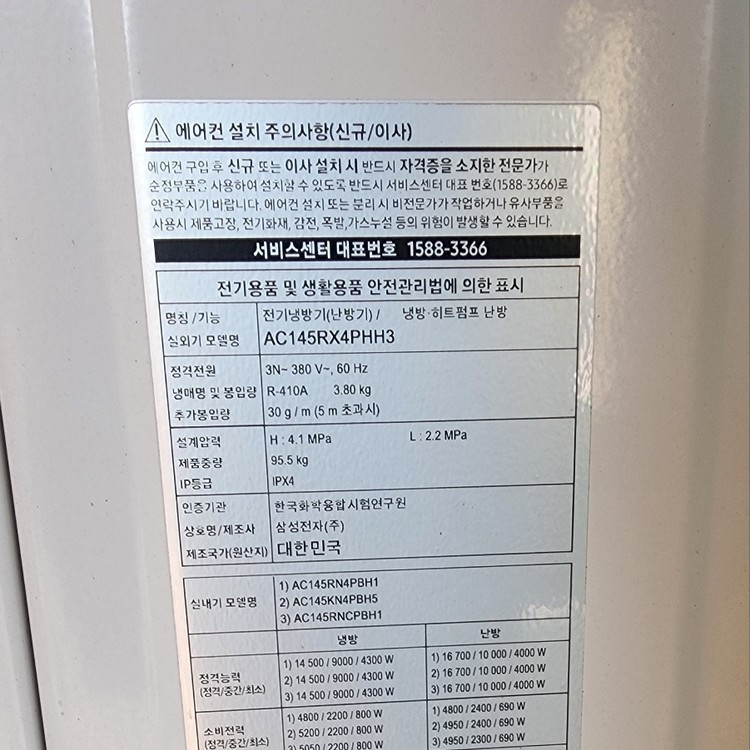 ⚠ 에어컨 설치 주의사항(신규/이사)
에어컨 구입 후 신규 또는 이사 설치 시 반드시 자격증을 소지한 전문가가
순정부품을 사용하여 설치할 수 있도록 반드시 서비스센터 대표 번호(1588-3366)로
연락주시기 바랍니다. 에어컨 설치 또는 분리 시 비전문가가 작업하거나 유사부품을
사용시 제품고장, 전기화재, 감전, 폭발,가스누설 등의 위험이 발생할 수 있습니다.
서비스센터 대표번호 1588-3366
전기용품 및 생활용품 안전관리법에 의한 표시
명칭/기능 전기냉방기(난방기) / 냉방·히트펌프 난방
실외기 모델명 AC145RX4PHH3
정격전원 3N~ 380 V~, 60 Hz
냉매명 및 봉입량 R-410A 3.80 kg
추가봉입량 30 g / m (5 m 초과시)
설계압력 H : 4.1 MPa L : 2.2 MPa
제품중량 95.5 kg
IP등급 IPX4
인증기관 한국화학융합시험연구원
상호명/제조사 삼성전자(주)
제조국가(원산지) 대한민국
실내기 모델명 1) AC145RN4PBH1
2) AC145KN4PBH5
3) AC145RNCPBH1
냉방 난방
정격능력 1) 14 500 / 9000 / 4300 W 1) 16 700 / 10 000 / 4000 W
(정격/중간/최소) 2) 14 500 / 9000 / 4300 W 2) 16 700 / 10 000 / 4000 W
3) 14 500 / 9000 / 4300 W 3) 16 700 / 10 000 / 4000 W
소비전력 1) 4800 / 2200 / 800 W 1) 4800 / 2400 / 690 W
(정격/중간/최소) 2) 5200 / 2200 / 800 W 2) 4950 / 2400 / 690 W
3) 5050 / 2200 / 800 W 3) 4950 / 2300 / 690 W